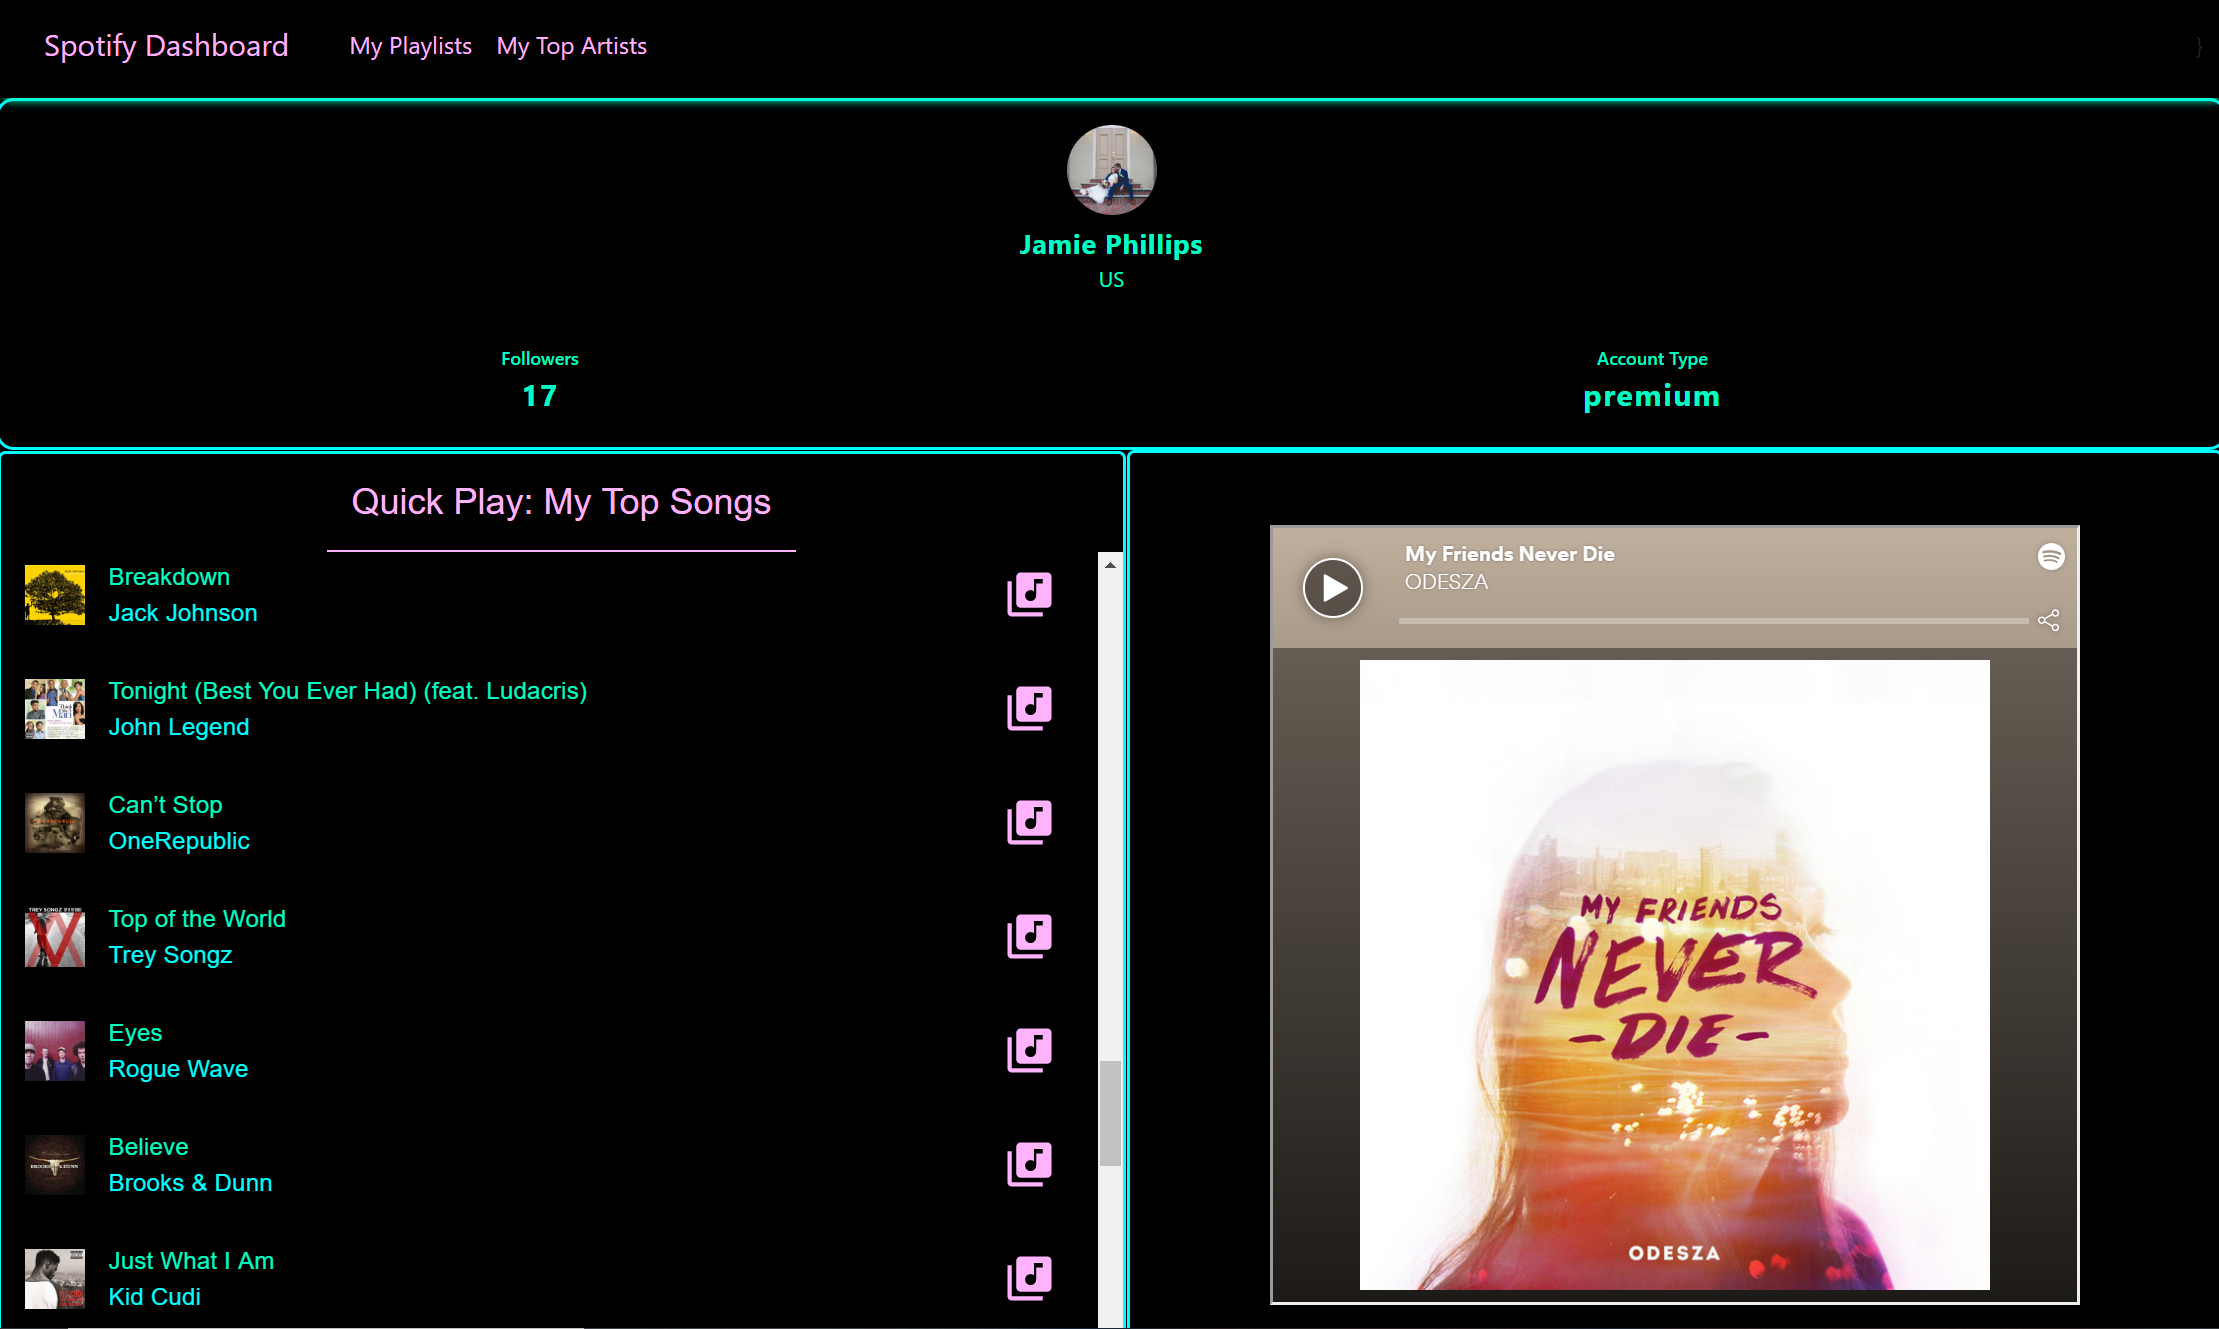 Spotify Dashboard
My Playlists
My Top Artists
}
Jamie Phillips
US
Followers
17
Account Type
premium
Quick Play: My Top Songs
Breakdown
Jack Johnson
Tonight (Best You Ever Had) (feat. Ludacris)
John Legend
Can’t Stop
OneRepublic
Top of the World
Trey Songz
Eyes
Rogue Wave
Believe
Brooks & Dunn
Just What I Am
Kid Cudi
My Friends Never Die
ODESZA
MY FRIENDS
NEVER
-DIE-
ODESZA